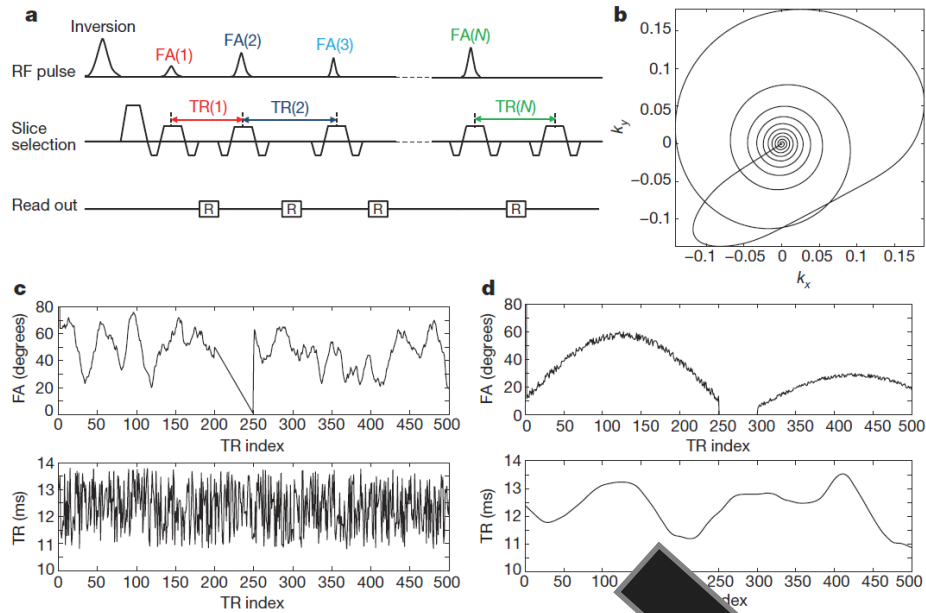 a
Inversion
FA(1)
FA(2)
FA(3)
FA(N)
RF pulse
TR(1)
TR(2)
TR(N)
Slice
selection
Read out
R
R
R
R
b
0.15
0.1
0.05
0
−0.05
−0.1
ky
−0.1
−0.05
0
0.05
0.1
0.15
kx
c
80
60
40
20
0
FA (degrees)
0 50 100 150 200 250 300 350 400 450 500
TR index
14
13
12
11
10
TR (ms)
0 50 100 150 200 250 300 350 400 450 500
TR index
d
80
60
40
20
0
FA (degrees)
0 50 100 150 200 250 300 350 400 450 500
TR index
14
13
12
11
10
TR (ms)
0 50 100 200 250 300 350 400 450 500